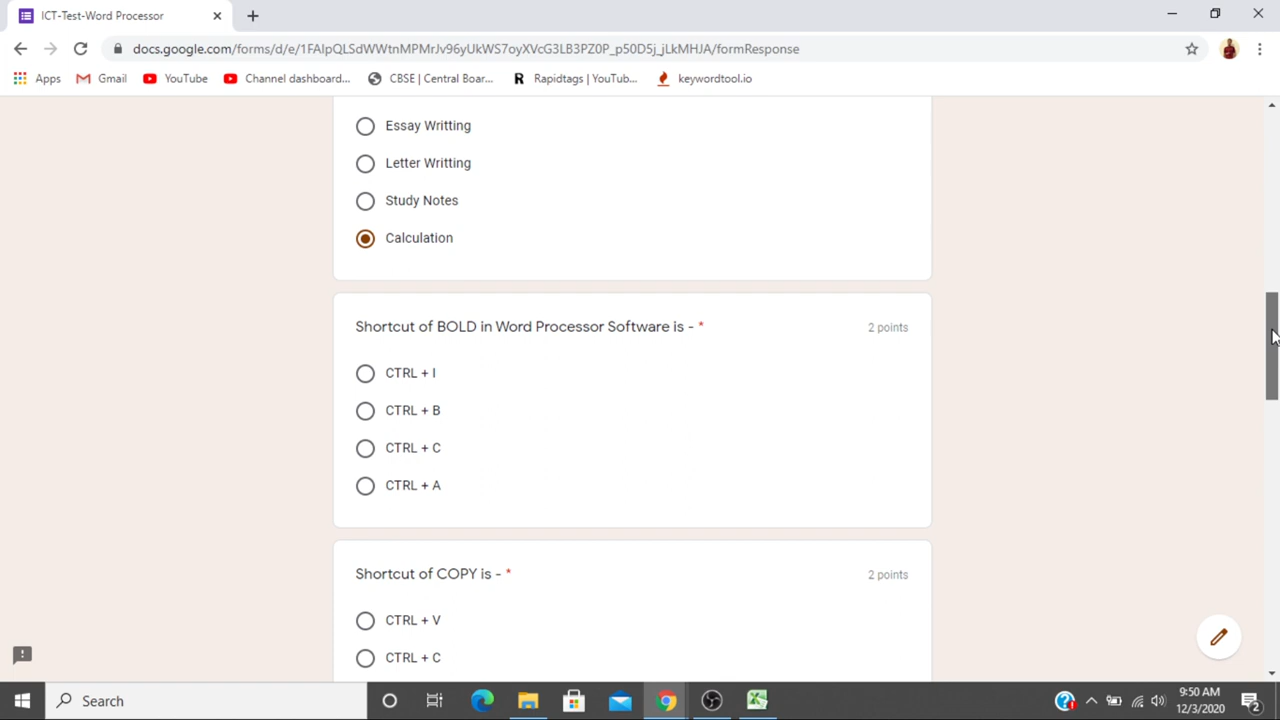 ICT-Test-Word Processor
docs.google.com/forms/d/e/1FAIpQLSdWWtnMPMrJv96yUkWS7oyXVcG3LB3PZ0P_p50D5j_jLkMHJA/formResponse
Apps Gmail YouTube Channel dashboard... CBSE | Central Boar... R Rapidtags | YouTub... keywordtool.io
Essay Writting
Letter Writting
Study Notes
Calculation
Shortcut of BOLD in Word Processor Software is - * 2 points
CTRL + I
CTRL + B
CTRL + C
CTRL + A
Shortcut of COPY is - * 2 points
CTRL + V
CTRL + C
Search
9:50 AM
12/3/2020
2